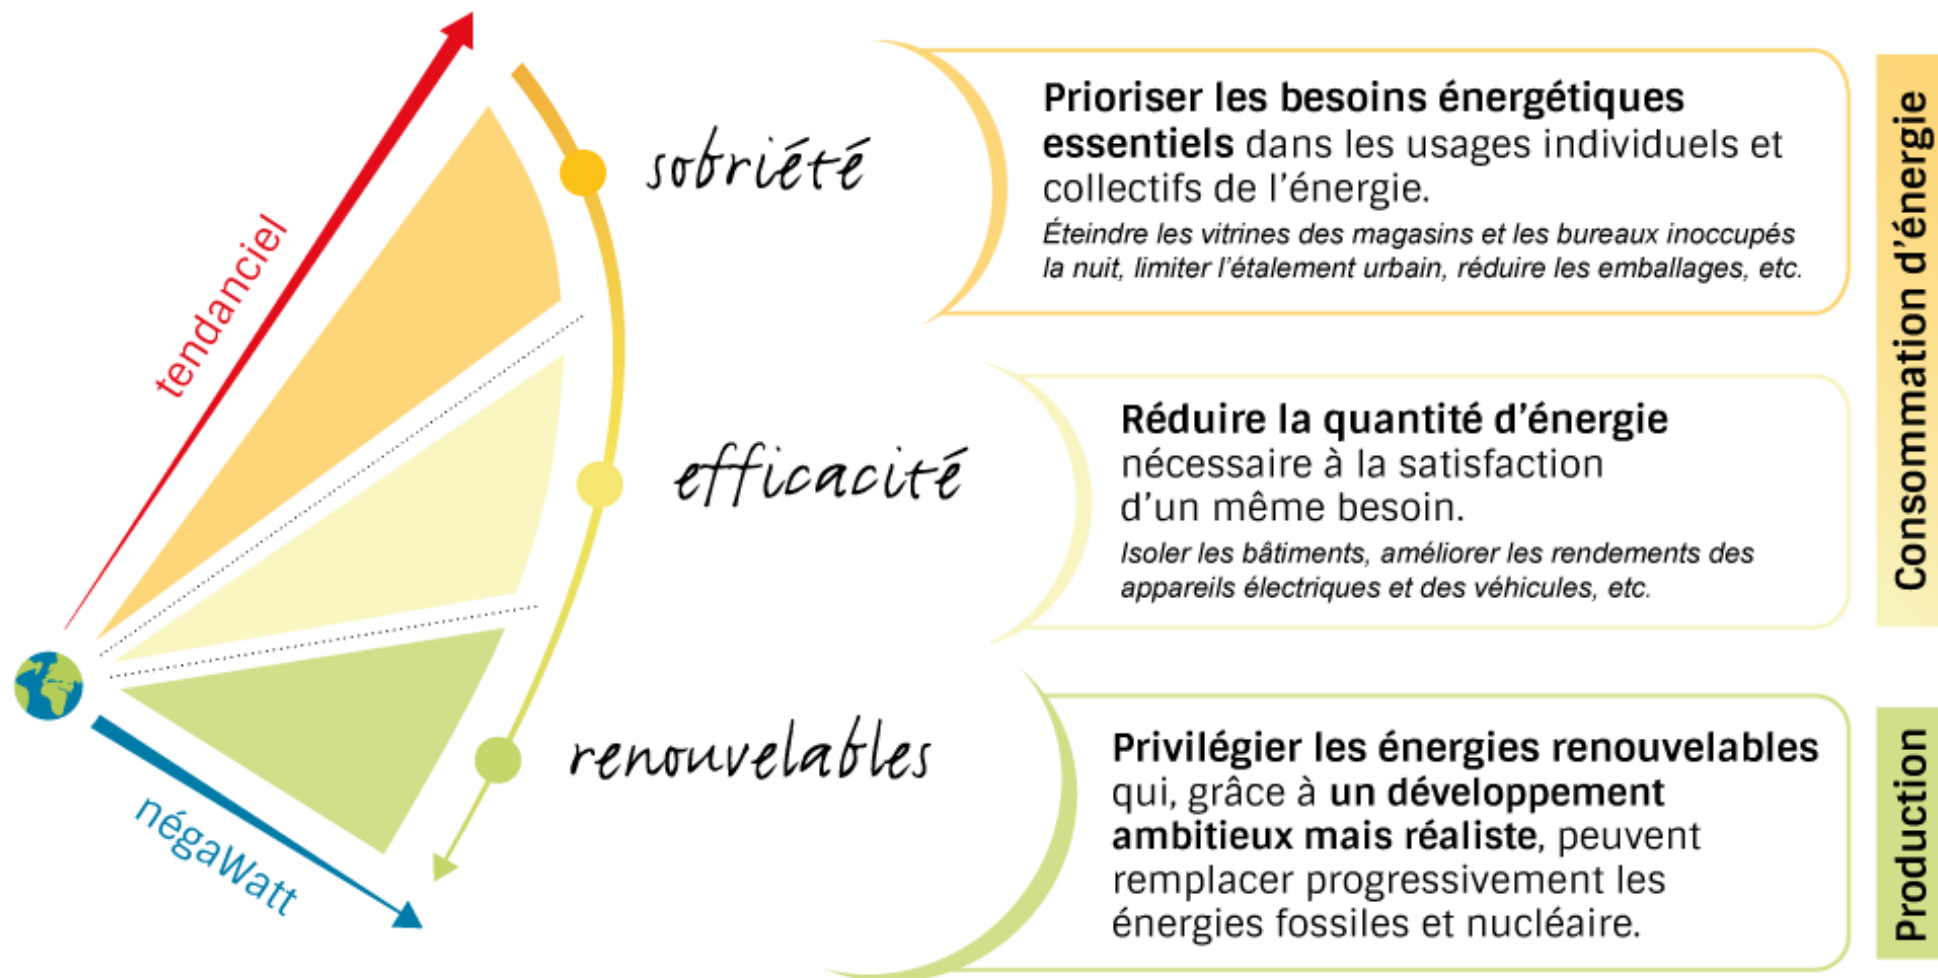 tendanciel
négaWatt
sobriété
Prioriser les besoins énergétiques
essentiels dans les usages individuels et
collectifs de l'énergie.
Éteindre les vitrines des magasins et les bureaux inoccupés
la nuit, limiter l'étalement urbain, réduire les emballages, etc.
efficacité
Réduire la quantité d'énergie
nécessaire à la satisfaction
d'un même besoin.
Isoler les bâtiments, améliorer les rendements des
appareils électriques et des véhicules, etc.
Consommation d'énergie
renouvelables
Privilégier les énergies renouvelables
qui, grâce à un développement
ambitieux mais réaliste, peuvent
remplacer progressivement les
énergies fossiles et nucléaire.
Production